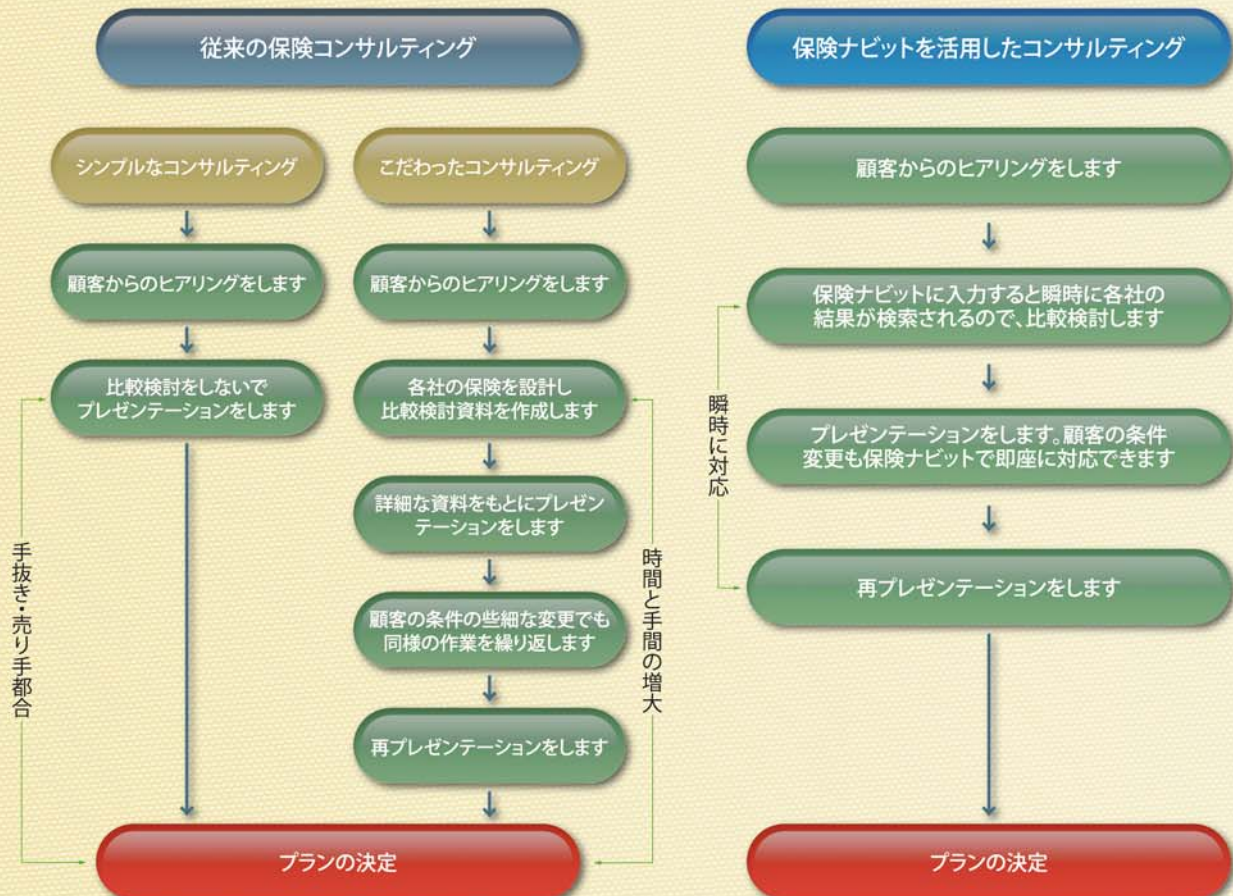 従来の保険コンサルティング
シンプルなコンサルティング
顧客からのヒアリングをします
比較検討をしないで
プレゼンテーションをします
手抜き・売り手都合
こだわったコンサルティング
顧客からのヒアリングをします
各社の保険を設計し
比較検討資料を作成します
詳細な資料をもとにプレゼン
テーションをします
顧客の条件の些細な変更でも
同様の作業を繰り返します
再プレゼンテーションをします
時間と手間の増大
プランの決定
保険ナビットを活用したコンサルティング
顧客からのヒアリングをします
保険ナビットに入力すると瞬時に各社の
結果が検索されるので、比較検討します
プレゼンテーションをします。顧客の条件
変更も保険ナビットで即座に対応できます
瞬時に対応
再プレゼンテーションをします
プランの決定